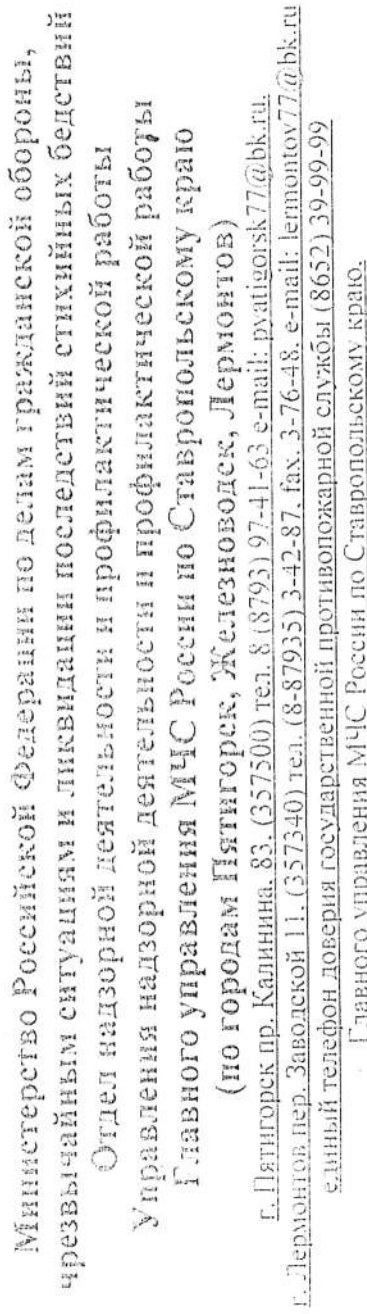 Министерство Российской Федерации по делам гражданской обороны,
чрезвычайным ситуациям и ликвидации последствий стихийных бедствий
Отдел надзорной деятельности и профилактической работы
Управления надзорной деятельности и профилактической работы
Главного управления МЧС России по Ставропольскому краю
(по городам Пятигорск, Железноводск, Лермонтов)
г. Пятигорск пр. Калинина. 83. (357500) тел. 8 (8793) 97-41-63 e-mail: pyatigorsk77@bk.ru.
г. Лермонтов пер. Заводской 11. (357340) тел. (8-87935) 3-42-87. fax. 3-76-48. e-mail: lermontov77@bk.ru
единый телефон доверия государственной противопожарной службы (8652) 39-99-99
Главного управления МЧС России по Ставропольскому краю.